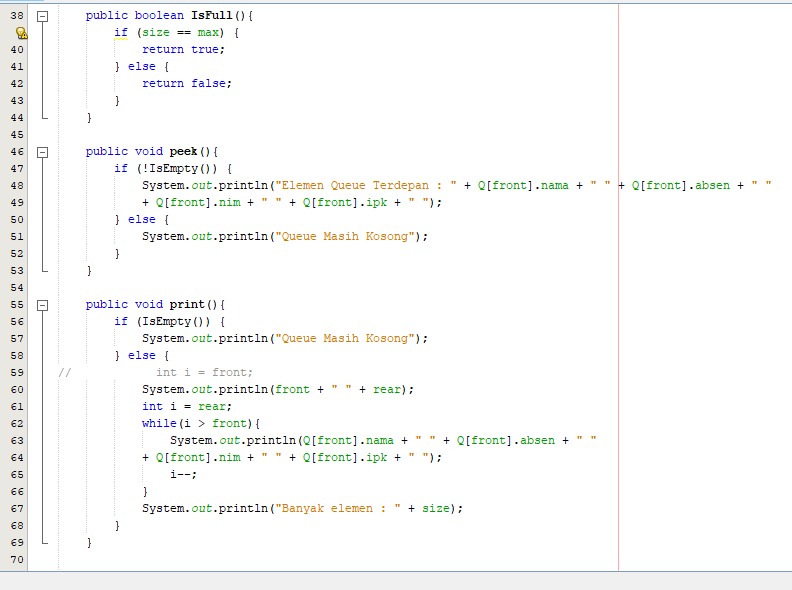 38 public boolean IsFull(){
if (size == max) {
40 return true;
41 } else {
42 return false;
43 }
44 }
45
46 public void peek(){
47 if (!IsEmpty()) {
48 System.out.println("Elemen Queue Terdepan : " + Q[front].nama + " " + Q[front].absen + " "
49 + Q[front].nim + " " + Q[front].ipk + " ");
50 } else {
51 System.out.println("Queue Masih Kosong");
52 }
53 }
54
55 public void print(){
56 if (IsEmpty()) {
57 System.out.println("Queue Masih Kosong");
58 } else {
59 // int i = front;
60 System.out.println(front + " " + rear);
61 int i = rear;
62 while(i > front){
63 System.out.println(Q[front].nama + " " + Q[front].absen + " "
64 + Q[front].nim + " " + Q[front].ipk + " ");
65 i--;
66 }
67 System.out.println("Banyak elemen : " + size);
68 }
69 }
70